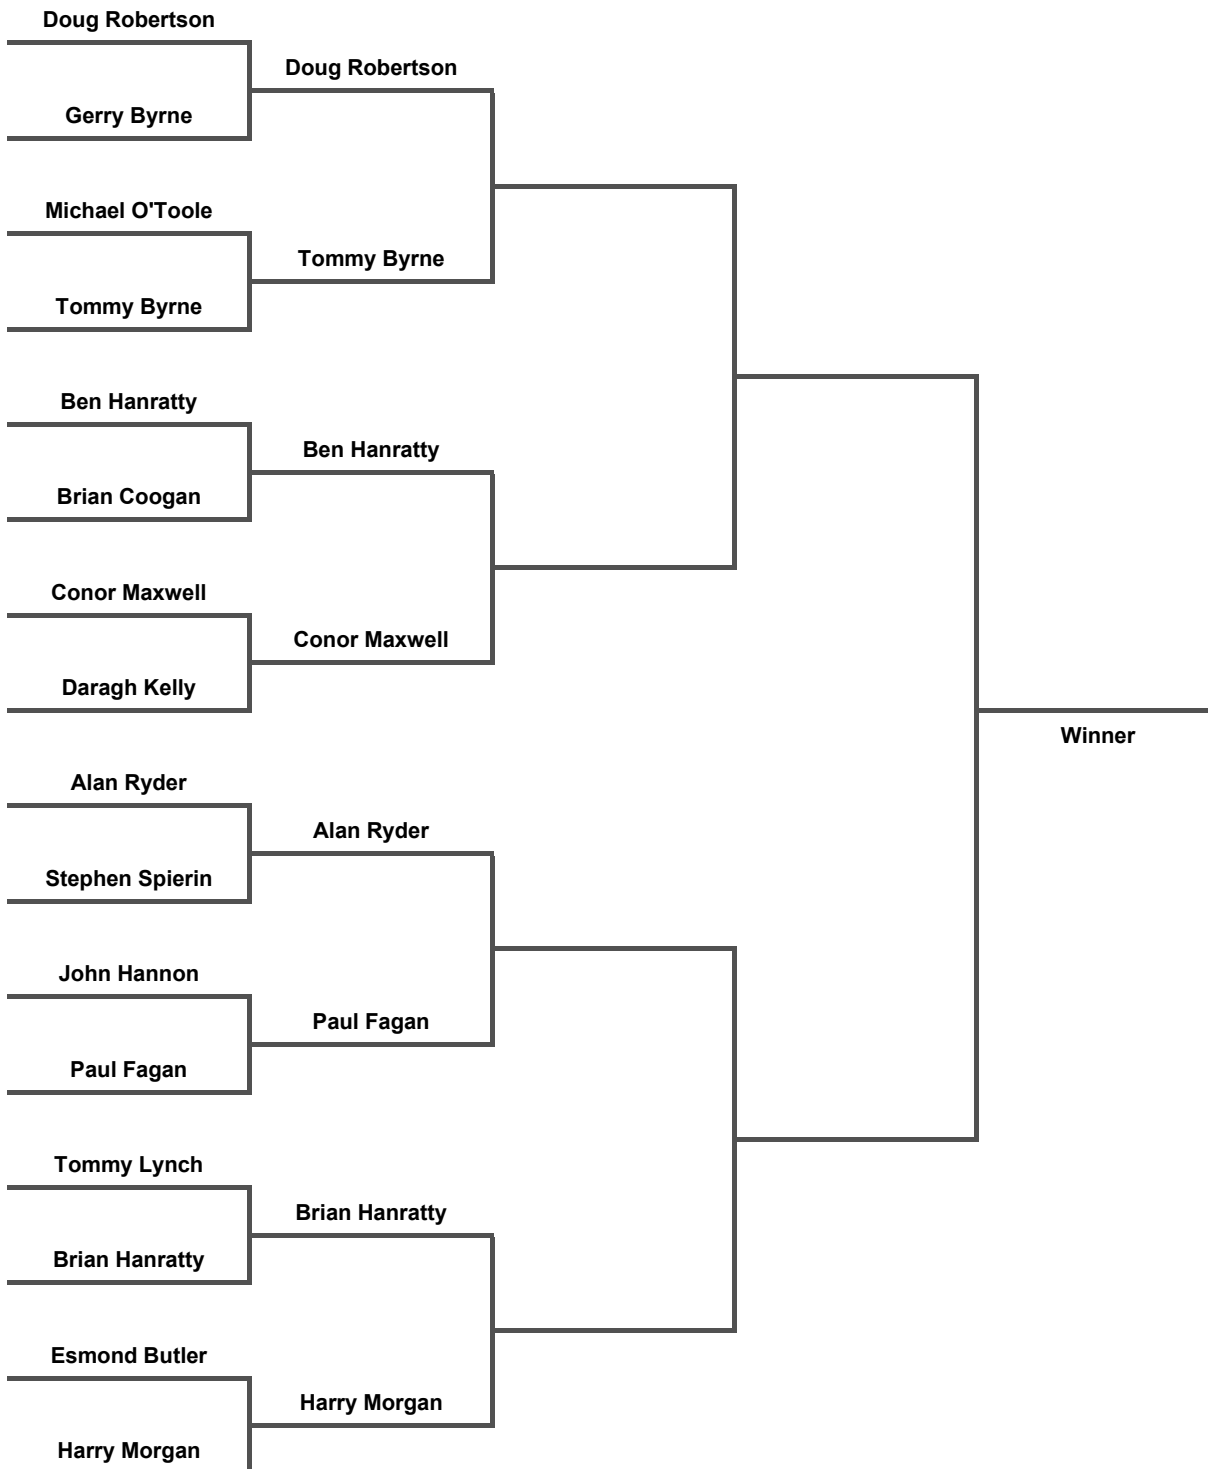 Doug Robertson
Doug Robertson
Gerry Byrne
Michael O'Toole
Tommy Byrne
Tommy Byrne
Ben Hanratty
Ben Hanratty
Brian Coogan
Conor Maxwell
Conor Maxwell
Daragh Kelly
Winner
Alan Ryder
Alan Ryder
Stephen Spierin
John Hannon
Paul Fagan
Paul Fagan
Tommy Lynch
Brian Hanratty
Brian Hanratty
Esmond Butler
Harry Morgan
Harry Morgan